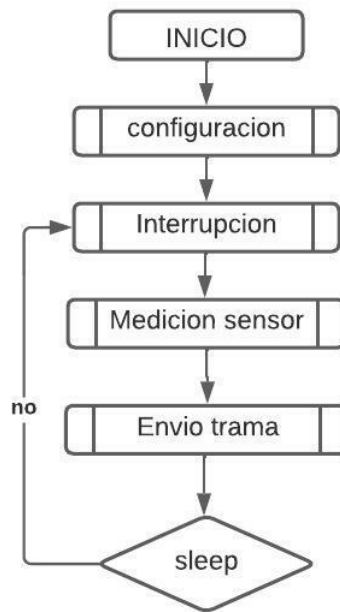 INICIO
configuracion
Interrupcion
Medicion sensor
Envio trama
no
sleep